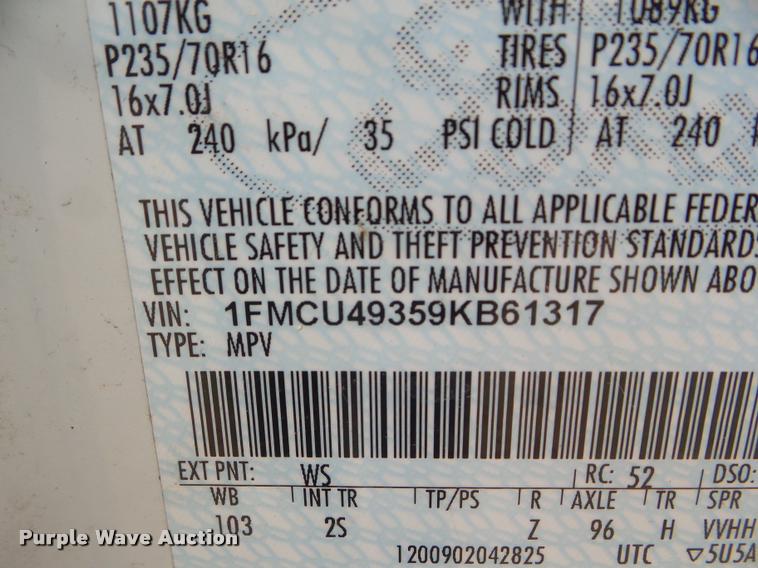 1107KG WITH 1089KG
P235/70R16 TIRES P235/70R16
16x7.0J RIMS 16x7.0J
AT 240 kPa/ 35 PSI COLD AT 240
THIS VEHICLE CONFORMS TO ALL APPLICABLE FEDER
VEHICLE SAFETY AND THEFT PREVENTION STANDARDS
EFFECT ON THE DATE OF MANUFACTURE SHOWN ABO
VIN: 1FMCU49359KB61317
TYPE: MPV
EXT PNT: WS RC: 52 DSO:
WB INT TR TP/PS R AXLE TR SPR
103 2S Z 96 H VVHH
1200902042825 UTC ▽5U5A
Purple Wave Auction